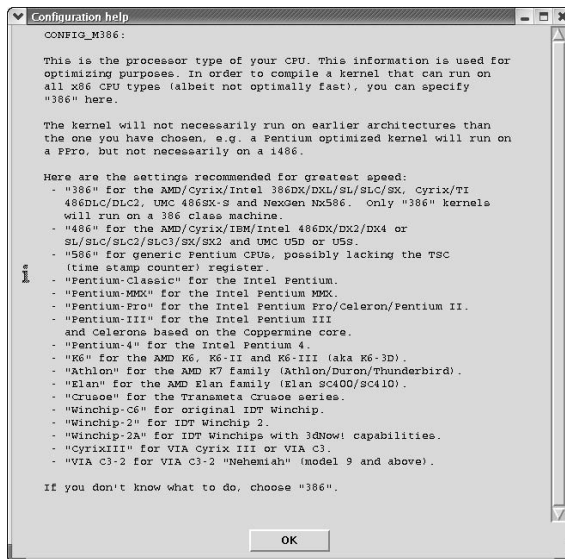 Configuration help
CONFIG_M386:
This is the processor type of your CPU. This information is used for
optimizing purposes. In order to compile a kernel that can run on
all x86 CPU types (albeit not optimally fast), you can specify
"386" here.
The kernel will not necessarily run on earlier architectures than
the one you have chosen, e.g. a Pentium optimized kernel will run on
a PPro, but not necessarily on a i486.
Here are the settings recommended for greatest speed:
- "386" for the AMD/Cyrix/Intel 386DX/DXL/SL/SLC/SX, Cyrix/TI
486DLC/DLC2, UMC 486SX-S and NexGen Nx586.  Only "386" kernels
will run on a 386 class machine.
- "486" for the AMD/Cyrix/IBM/Intel 486DX/DX2/DX4 or
SL/SLC/SLC2/SLC3/SX/SX2 and UMC U5D or U5S.
- "586" for generic Pentium CPUs, possibly lacking the TSC
(time stamp counter) register.
- "Pentium-Classic" for the Intel Pentium.
- "Pentium-MMX" for the Intel Pentium MMX.
- "Pentium-Pro" for the Intel Pentium Pro/Celeron/Pentium II.
- "Pentium-III" for the Intel Pentium III
and Celerons based on the Coppermine core.
- "Pentium-4" for the Intel Pentium 4.
- "K6" for the AMD K6, K6-II and K6-III (aka K6-3D).
- "Athlon" for the AMD K7 family (Athlon/Duron/Thunderbird).
- "Elan" for the AMD Elan family (Elan SC400/SC410).
- "Crusoe" for the Transmeta Crusoe series.
- "Winchip-C6" for original IDT Winchip.
- "Winchip-2" for IDT Winchip 2.
- "Winchip-2A" for IDT Winchips with 3dNow! capabilities.
- "CyrixIII" for VIA Cyrix III or VIA C3.
- "VIA C3-2 for VIA C3-2 "Nehemiah" (model 9 and above).
If you don't know what to do, choose "386".
OK